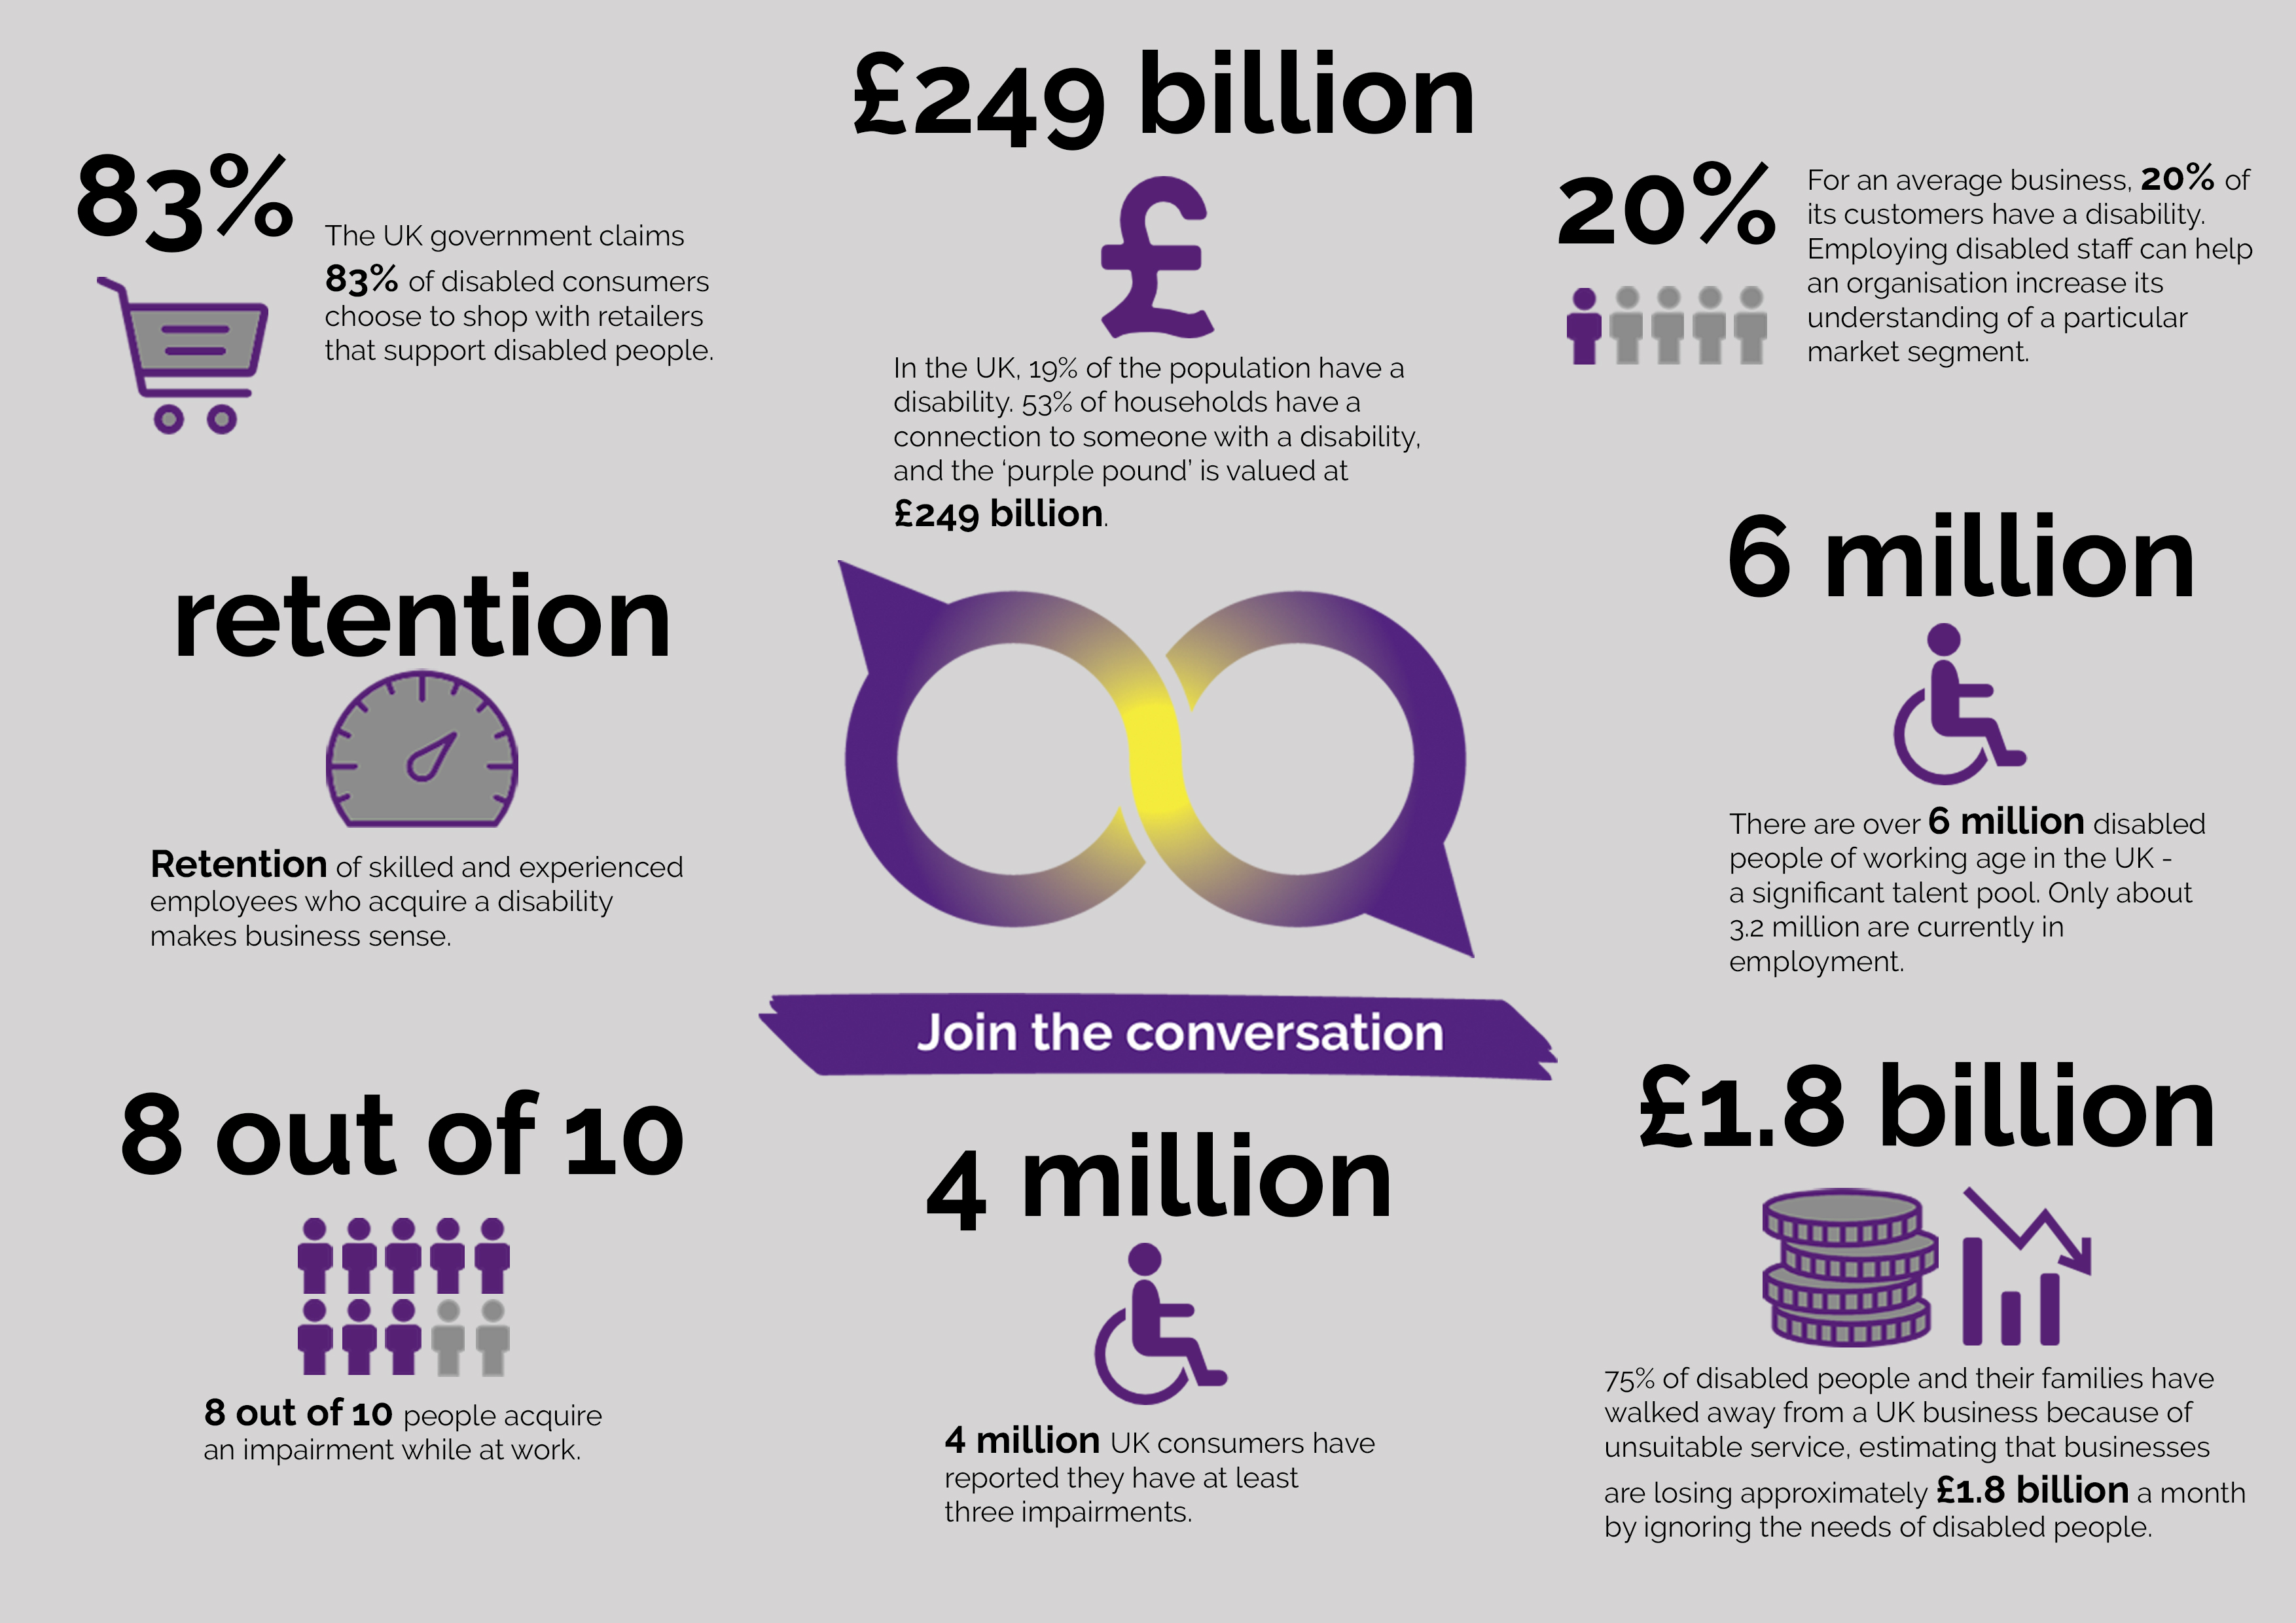 £249 billion
83%
The UK government claims
83% of disabled consumers
choose to shop with retailers
that support disabled people.
In the UK, 19% of the population have a
disability. 53% of households have a
connection to someone with a disability,
and the ‘purple pound’ is valued at
£249 billion.
20%
For an average business, 20% of
its customers have a disability.
Employing disabled staff can help
an organisation increase its
understanding of a particular
market segment.
retention
Retention of skilled and experienced
employees who acquire a disability
makes business sense.
6 million
There are over 6 million disabled
people of working age in the UK -
a significant talent pool. Only about
3.2 million are currently in
employment.
Join the conversation
8 out of 10
8 out of 10 people acquire
an impairment while at work.
4 million
4 million UK consumers have
reported they have at least
three impairments.
£1.8 billion
75% of disabled people and their families have
walked away from a UK business because of
unsuitable service, estimating that businesses
are losing approximately £1.8 billion a month
by ignoring the needs of disabled people.